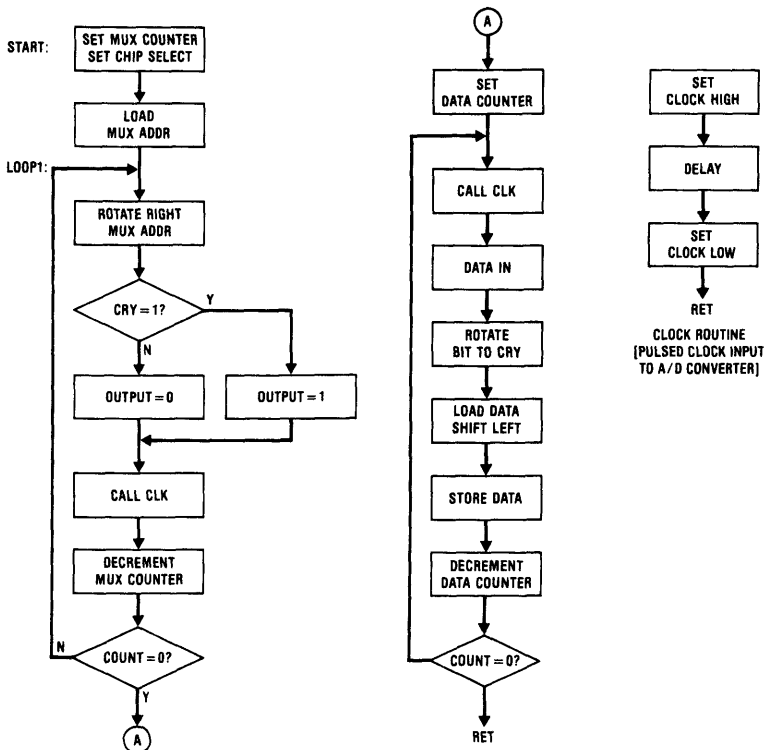 START:
SET MUX COUNTER
SET CHIP SELECT
LOAD
MUX ADDR
LOOP1:
ROTATE RIGHT
MUX ADDR
CRY = 1?
Y
N
OUTPUT = 0
OUTPUT = 1
CALL CLK
DECREMENT
MUX COUNTER
N
COUNT = 0?
Y
A
A
SET
DATA COUNTER
CALL CLK
DATA IN
ROTATE
BIT TO CRY
LOAD DATA
SHIFT LEFT
STORE DATA
DECREMENT
DATA COUNTER
COUNT = 0?
RET
SET
CLOCK HIGH
DELAY
SET
CLOCK LOW
RET
CLOCK ROUTINE
[PULSED CLOCK INPUT
TO A/D CONVERTER]